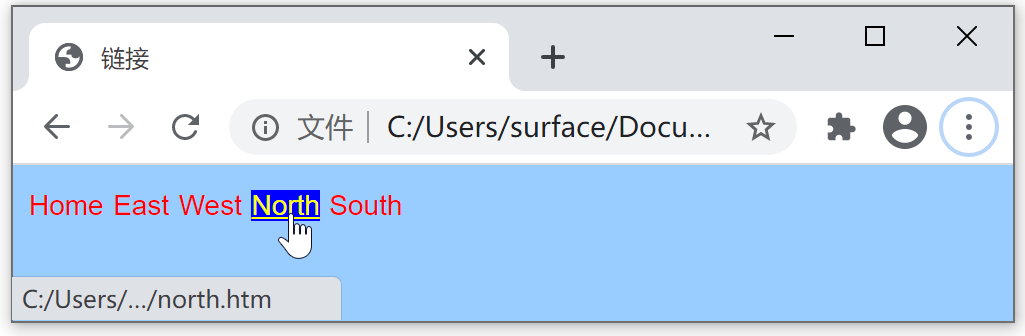 链接
文件 C:/Users/surface/Docu...
Home East West North South
C:/Users/.../north.htm